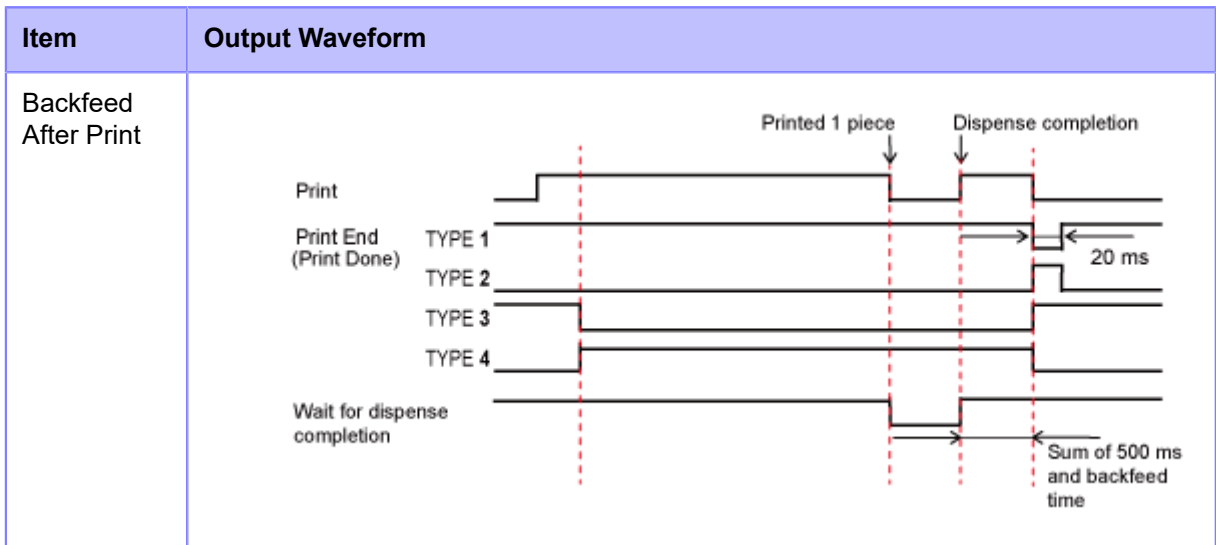 Item
Output Waveform
Backfeed
After Print
Printed 1 piece
Dispense completion
Print
Print End
(Print Done)
TYPE 1
20 ms
TYPE 2
TYPE 3
TYPE 4
Wait for dispense
completion
Sum of 500 ms
and backfeed
time